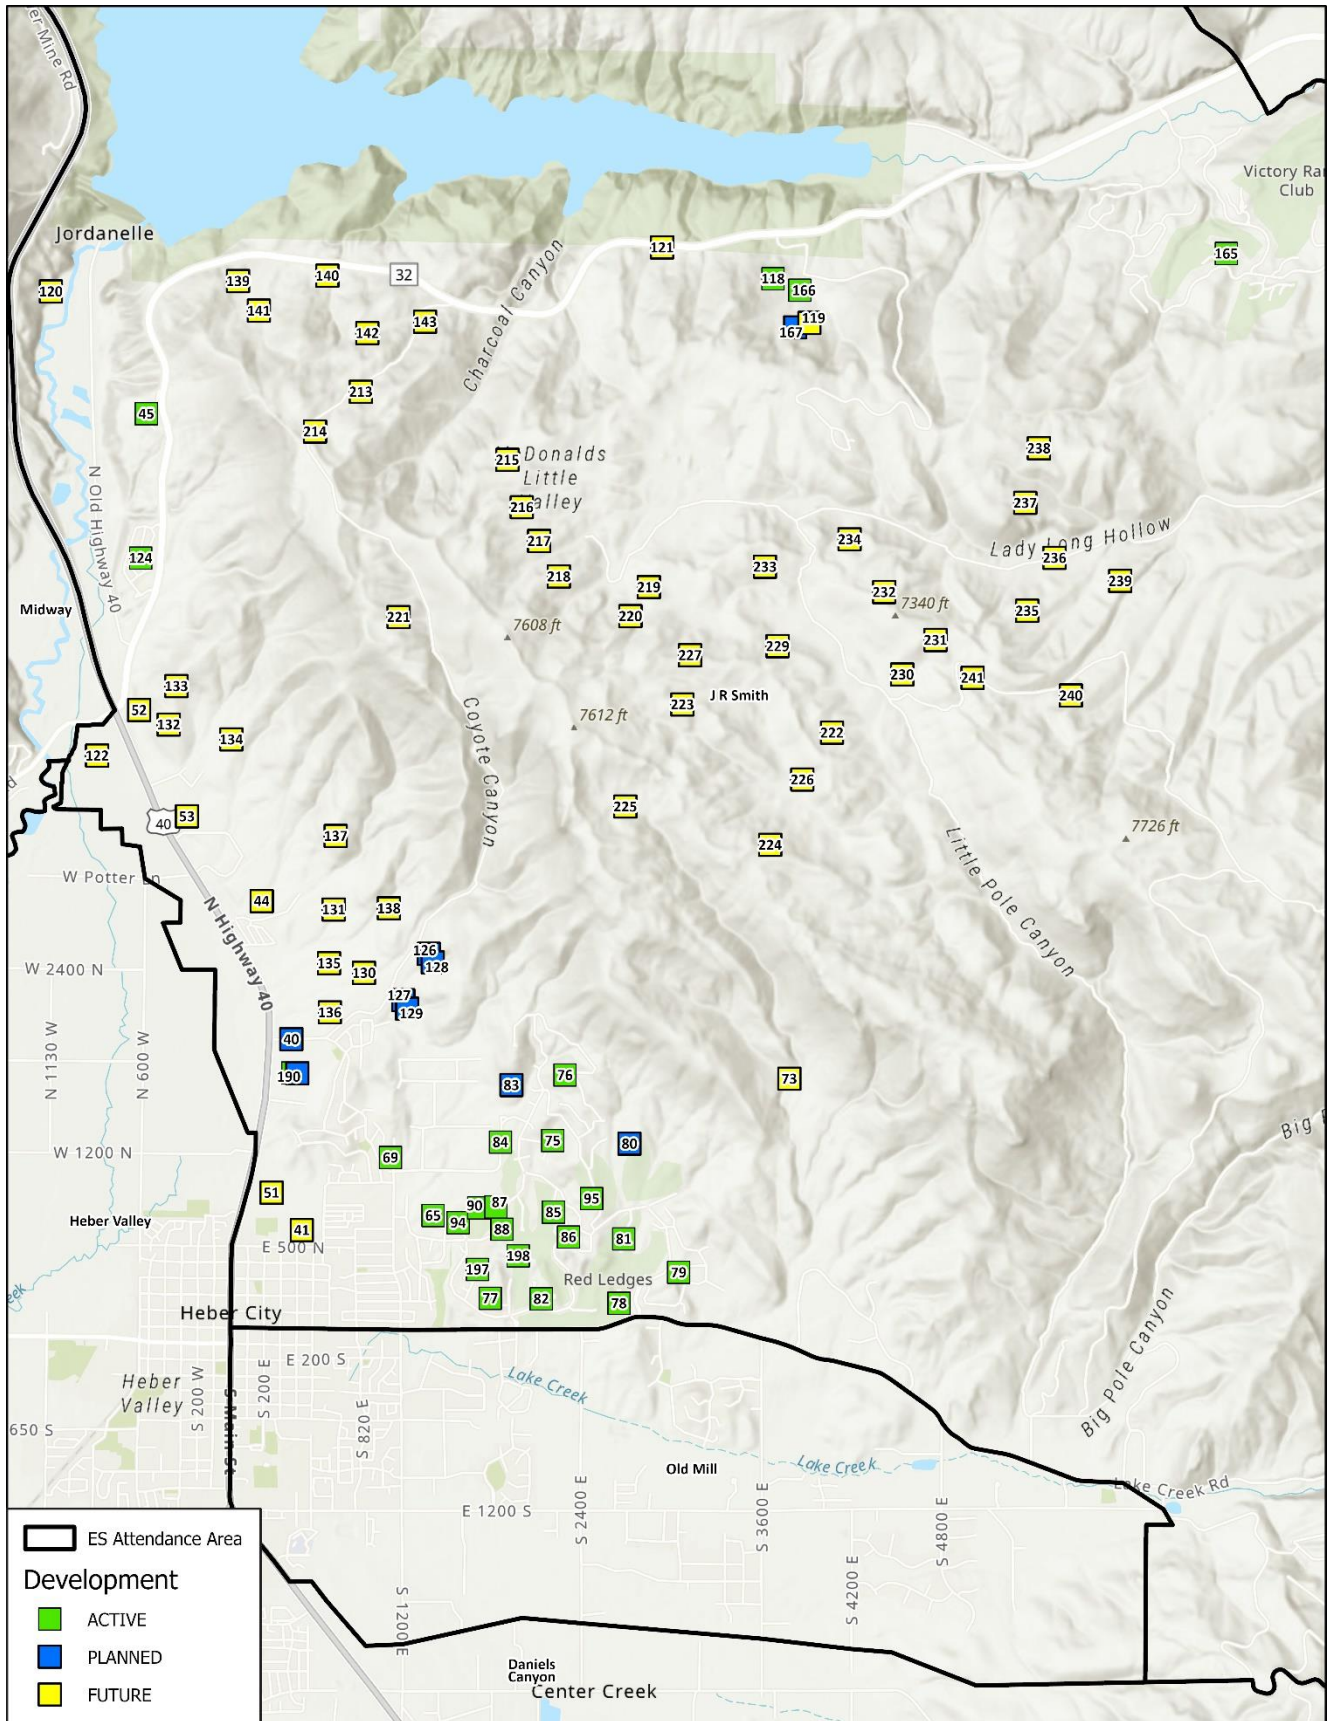 er Mine Rd
Victory Ra
Club
Jordanelle
165
121
120
139
140
32
118
166
141
143
119
142
167
Charcoal Canyon
213
45
214
238
215
Donalds
Little
alley
216
237
N Old Highway 40
217
234
Lady Long Hollow
124
236
233
218
239
219
232
7340 ft
Midway
221
220
235
7608 ft
231
229
227
133
230
241
J R Smith
240
52
223
7612 ft
132
222
134
122
Coyote Canyon
226
d
225
53
40
7726 ft
137
224
W Potter Ln
Little Pole Canyon
44
131
138
N Highway 40
126
W 2400 N
135
130
128
127
136
129
40
N 1130 W
N 600 W
190
76
73
83
84
75
80
Big
W 1200 N
69
51
95
90
87
65
85
Heber Valley
94
41
88
86
81
E 500 N
198
197
79
Red Ledges
eek
77
82
78
Heber City
Big Pole Canyon
E 200 S
Heber
Valley
S 200 W
S 200 E
Lake Creek
S Main St
S 820 E
650 S
Old Mill
Lake Creek
Lake Creek Rd
E 1200 S
S 2400 E
S 3600 E
S 4800 E
ES Attendance Area
S 4200 E
Development
S 1200 E
ACTIVE
PLANNED
Daniels
Canyon
Center Creek
FUTURE